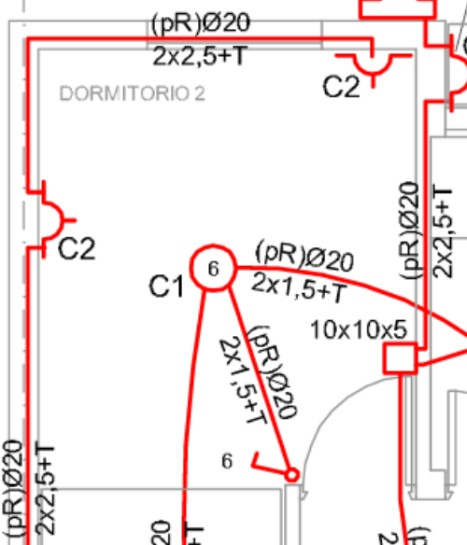 (pR)Ø20
2x2,5+T
DORMITORIO 2
C2
C2
(pR)Ø20
2x2,5+T
6
C1
(pR)Ø20
2x1,5+T
10x10x5
(pR)Ø20
2x1,5+T
6
(pR)Ø20
2x2,5+T
20
+T